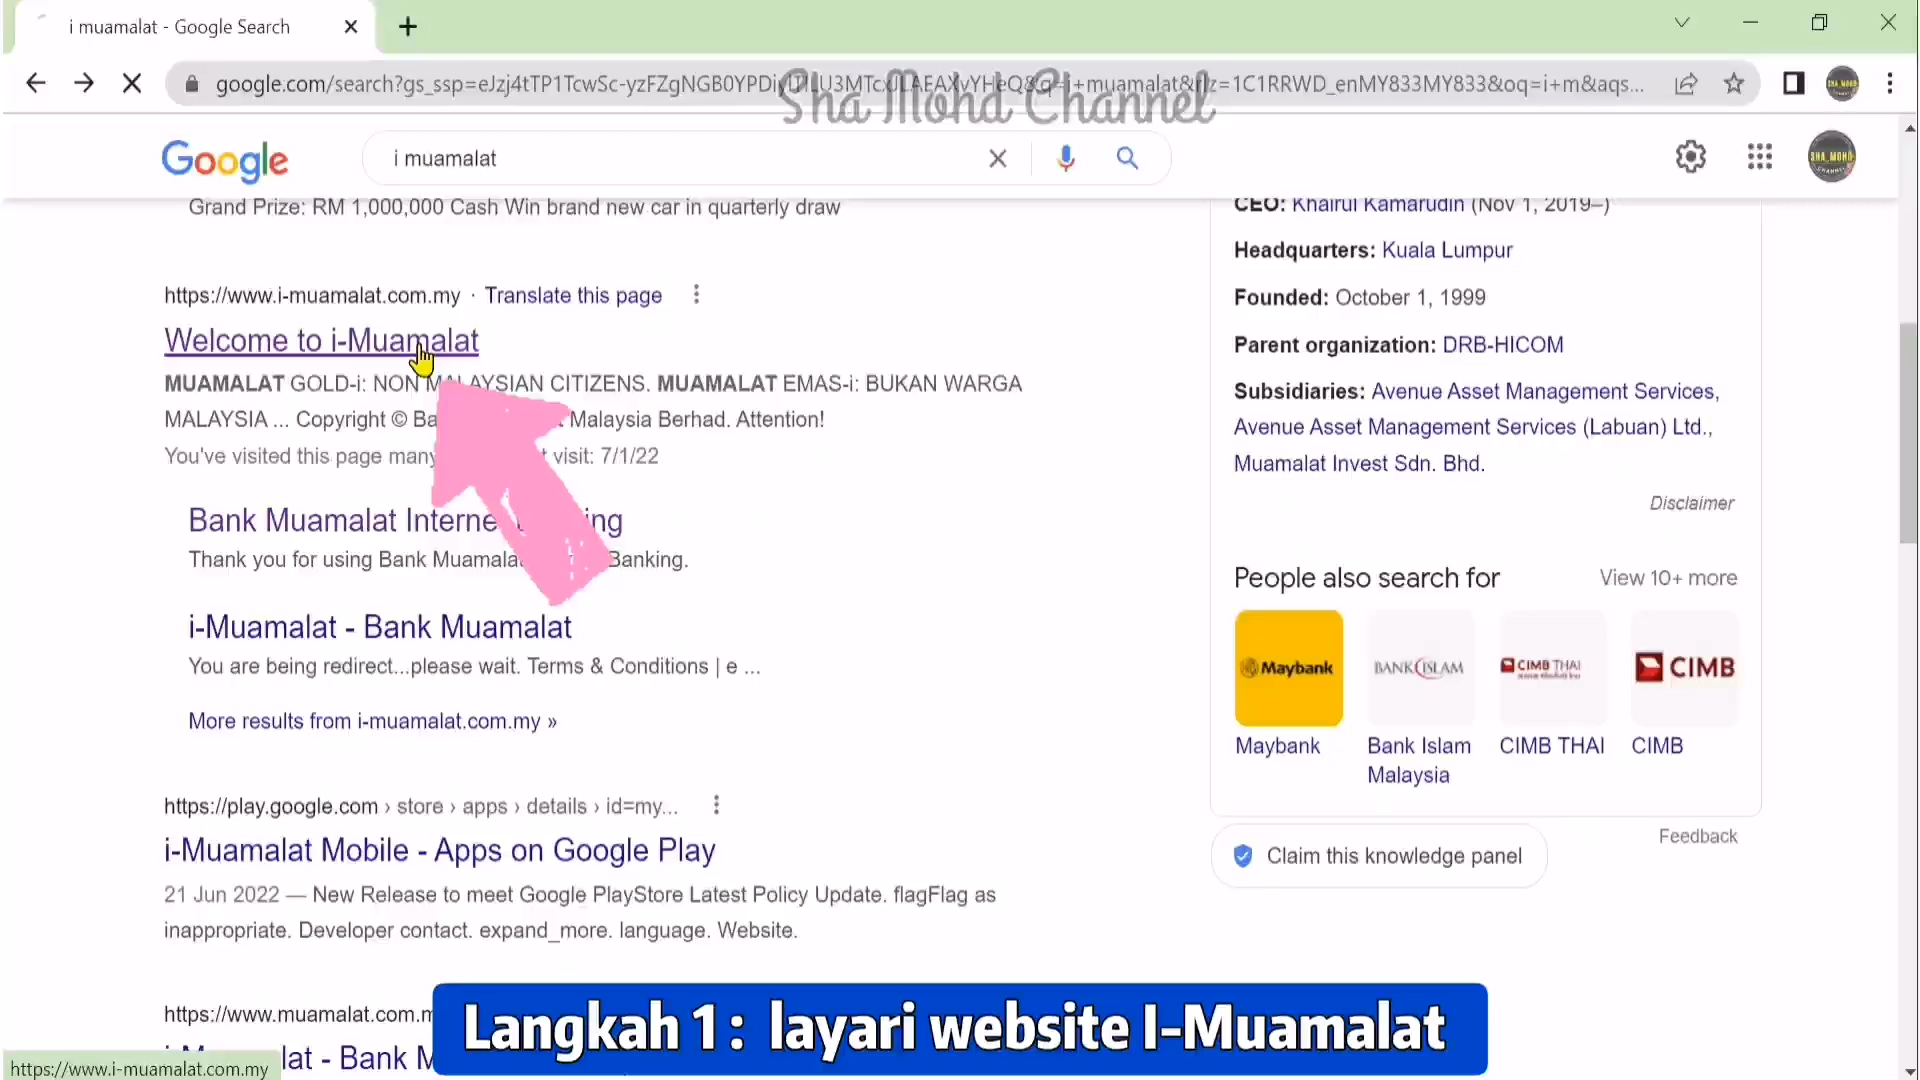 i muamalat - Google Search
google.com/search?gs_ssp=
muamalat&rlz=1C1RRWD_enMY833MY833&oq=i+m&aqs...
Sha Mohd Channel
Google
i muamalat
SHA_MOHD
Grand Prize: RM 1,000,000 Cash Win brand new car in quarterly draw
https://www.i-muamalat.com.my · Translate this page
Welcome to i-Muamalat
MUAMALAT GOLD-i: NON MALAYSIAN CITIZENS. MUAMALAT EMAS-i: BUKAN WARGA
MALAYSIA ... Copyright © Ba Malaysia Berhad. Attention!
You've visited this page many visit: 7/1/22
Bank Muamalat Interne ng
Thank you for using Bank Muamala Banking.
i-Muamalat - Bank Muamalat
You are being redirect...please wait. Terms & Conditions | e ...
More results from i-muamalat.com.my »
https://play.google.com › store › apps › details › id=my...
i-Muamalat Mobile - Apps on Google Play
21 Jun 2022 — New Release to meet Google PlayStore Latest Policy Update. flagFlag as
inappropriate. Developer contact. expand_more. language. Website.
https://www.muamalat.com.m
lat - Bank M
https://www.i-muamalat.com.my
CEO: Khairul Kamarudin (Nov 1, 2019–)
Headquarters: Kuala Lumpur
Founded: October 1, 1999
Parent organization: DRB-HICOM
Subsidiaries: Avenue Asset Management Services,
Avenue Asset Management Services (Labuan) Ltd.,
Muamalat Invest Sdn. Bhd.
Disclaimer
People also search for View 10+ more
Maybank BANK ISLAM CIMB THAI CIMB
Maybank Bank Islam CIMB THAI CIMB
Malaysia
Feedback
Claim this knowledge panel
Langkah 1 : layari website I-Muamalat